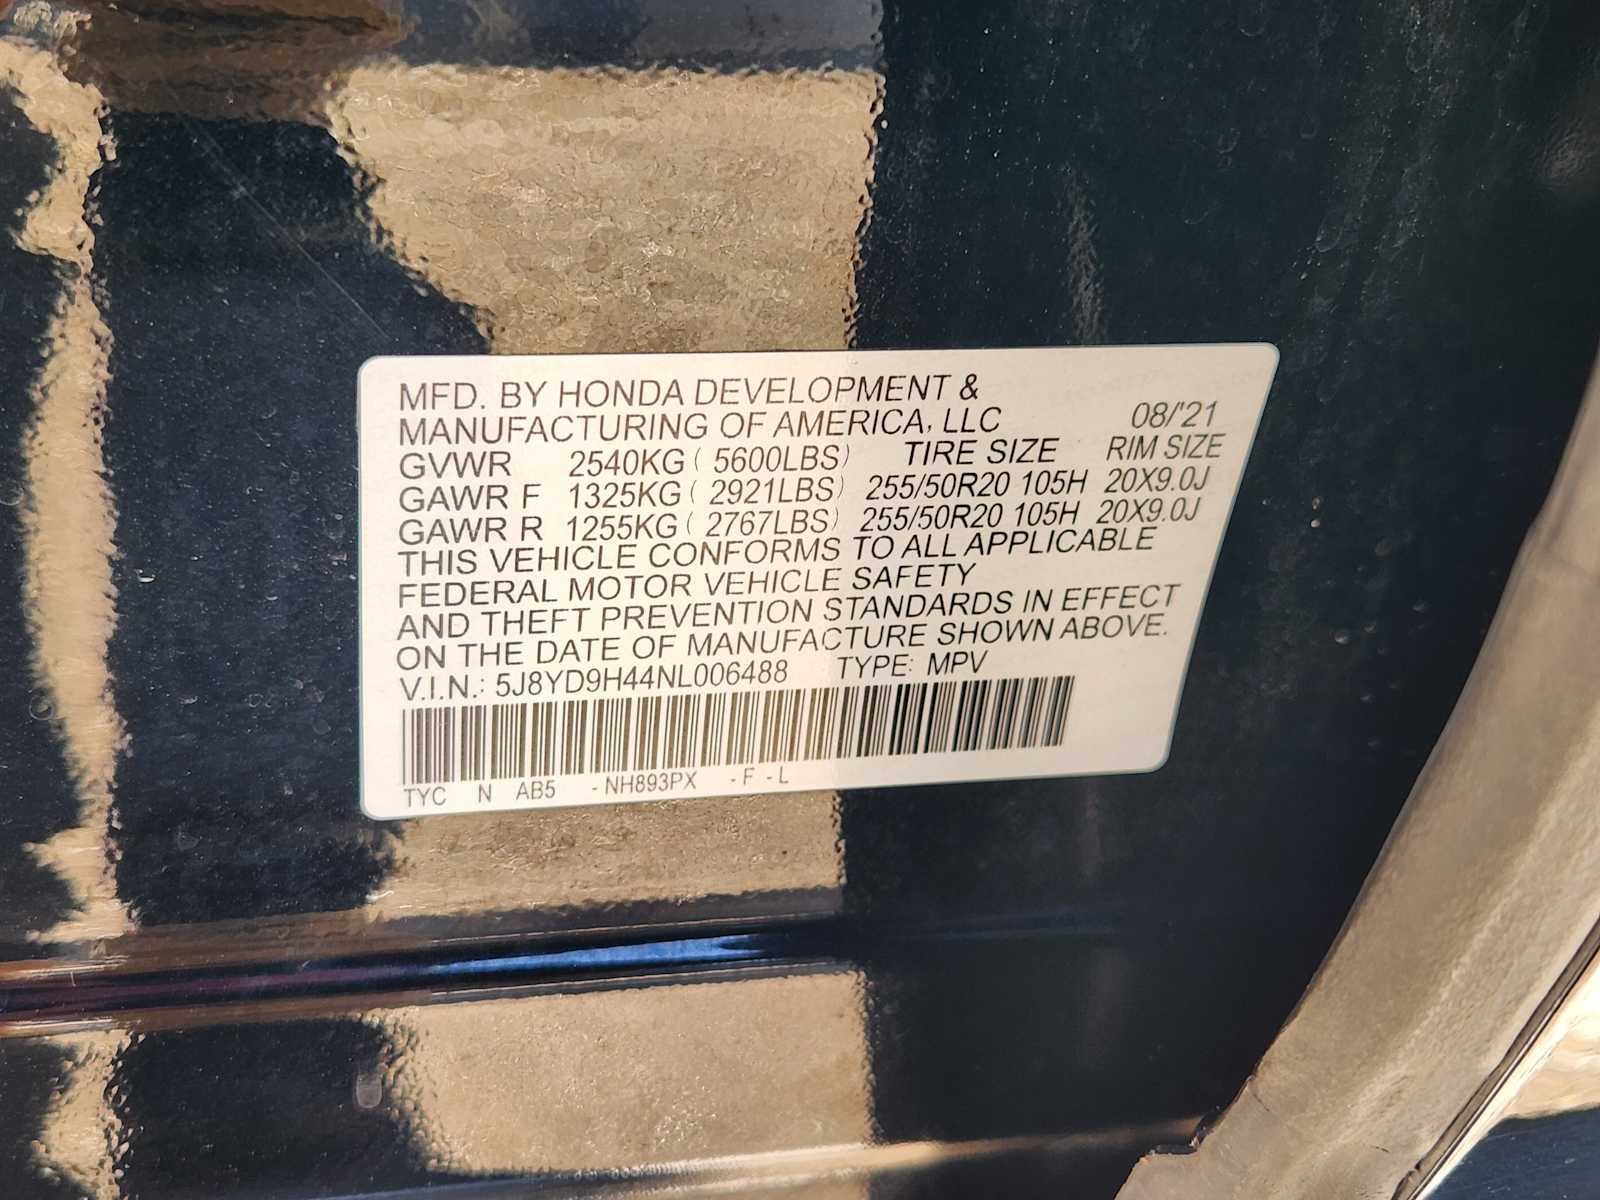 MFD. BY HONDA DEVELOPMENT &
MANUFACTURING OF AMERICA, LLC 08/'21
GVWR 2540KG ( 5600LBS) TIRE SIZE RIM SIZE
GAWR F 1325KG ( 2921LBS) 255/50R20 105H 20X9.0J
GAWR R 1255KG ( 2767LBS) 255/50R20 105H 20X9.0J
THIS VEHICLE CONFORMS TO ALL APPLICABLE
FEDERAL MOTOR VEHICLE SAFETY
AND THEFT PREVENTION STANDARDS IN EFFECT
ON THE DATE OF MANUFACTURE SHOWN ABOVE.
V.I.N.: 5J8YD9H44NL006488 TYPE: MPV
TYC N AB5 -NH893PX -F -L